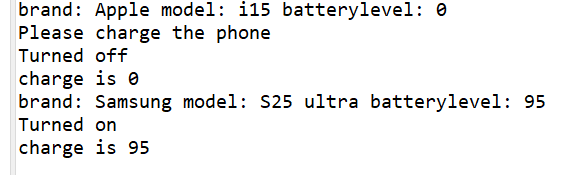 brand: Apple model: i15 batterylevel: 0
Please charge the phone
Turned off
charge is 0
brand: Samsung model: S25 ultra batterylevel: 95
Turned on
charge is 95